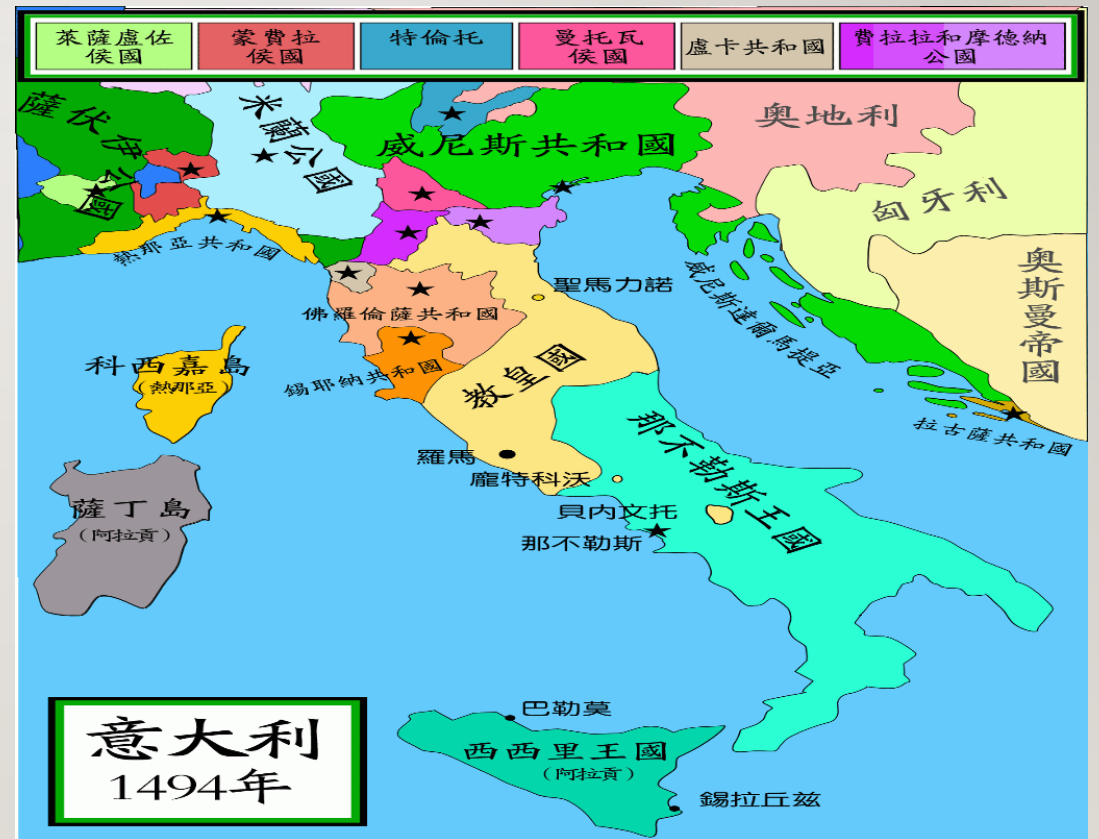 萊薩盧佐
侯國
蒙費拉
侯國
特倫托
曼托瓦
侯國
盧卡共和國
費拉拉和摩德納
公國
薩伏伊公國
米蘭公國
威尼斯共和國
奧地利
匈牙利
奧斯曼帝國
熱那亞共和國
聖馬力諾
威尼斯達爾馬提亞
佛羅倫薩共和國
科西嘉島
（熱那亞）
錫耶納共和國
教皇國
那不勒斯王國
拉古薩共和國
羅馬
龐特科沃
薩丁島
（阿拉貢）
貝內文托
那不勒斯
巴勒莫
西西里王國
（阿拉貢）
錫拉丘茲
意大利
1494年